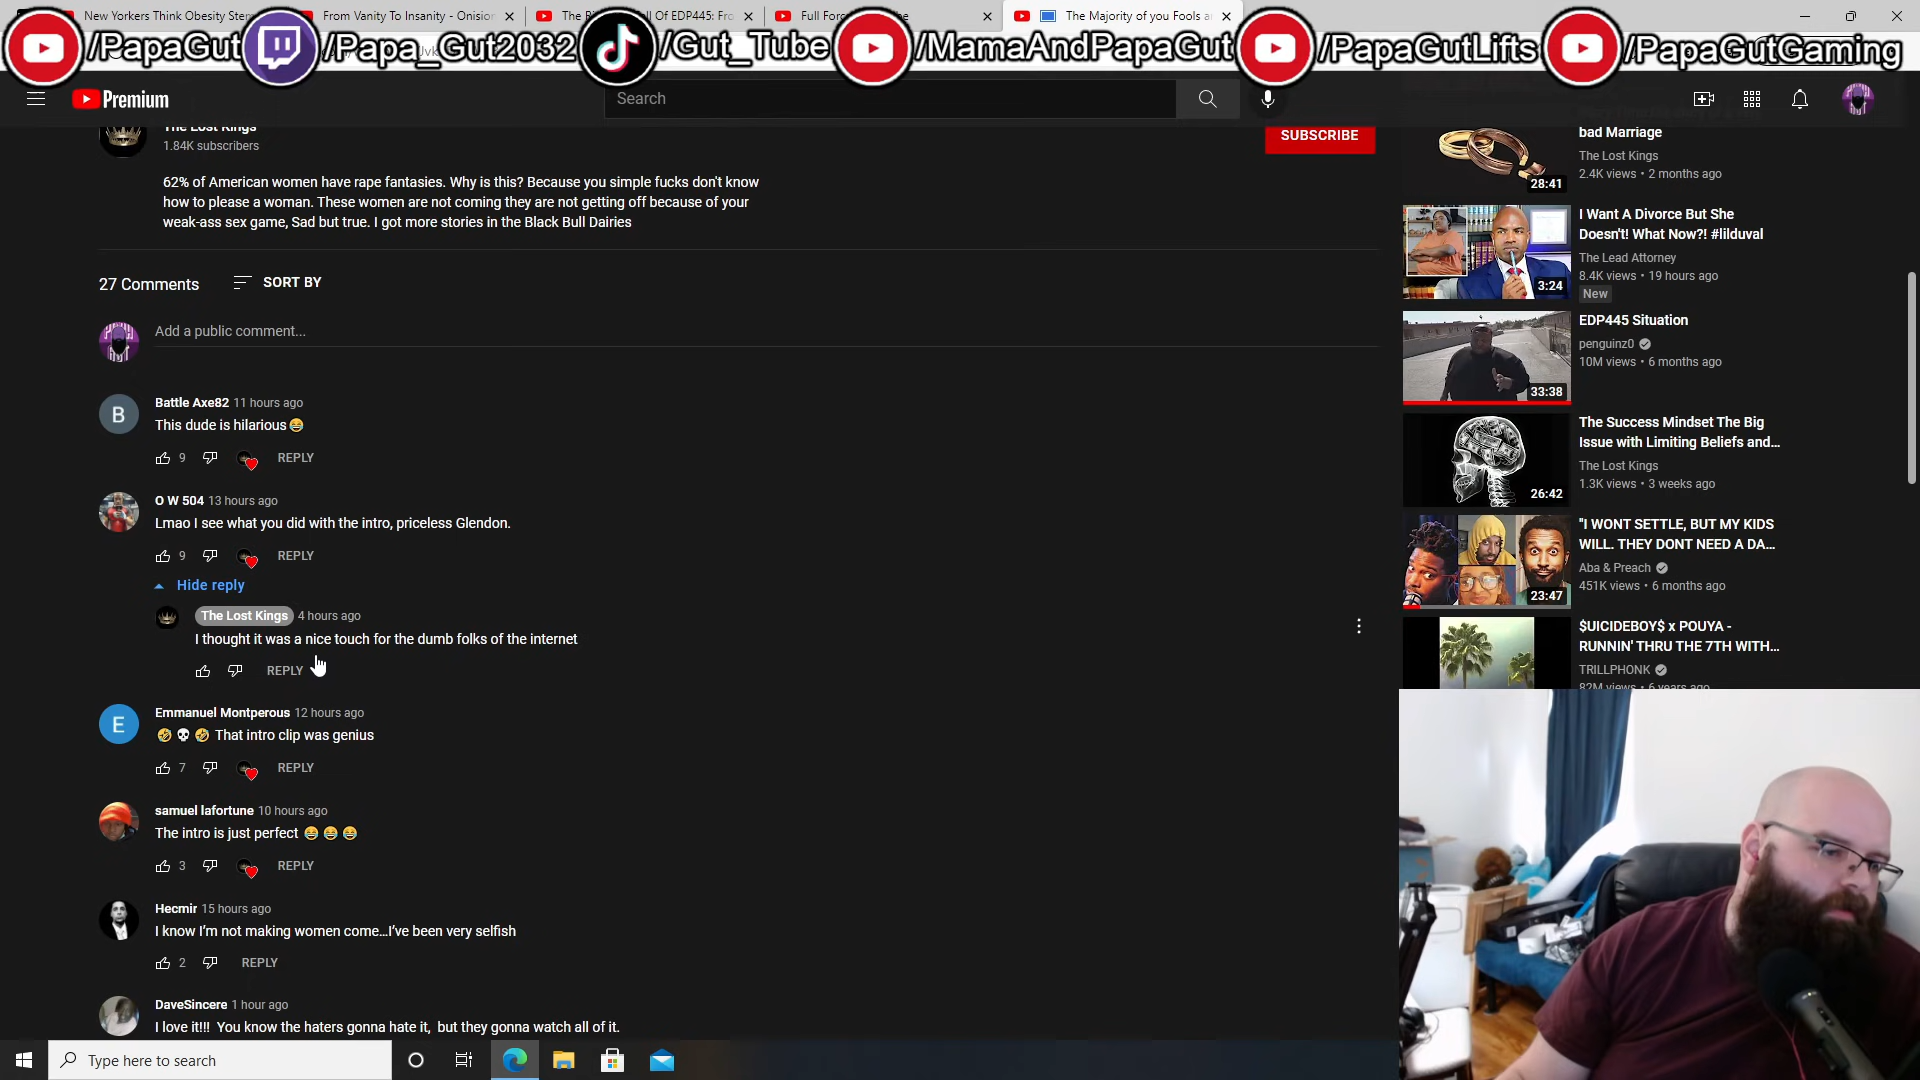 New Yorkers Think Obesity Ste
From Vanity To Insanity - Onision
Of EDP445: Fro
Full For
The Majority of you Fools a
/PapaGut
/Papa_Gut2032
/Gut_Tube
/MamaAndPapaGut
/PapaGutLifts
/PapaGutGaming
Premium
Search
The Lost Kings
1.84K subscribers
SUBSCRIBE
62% of American women have rape fantasies. Why is this? Because you simple fucks don't know
how to please a woman. These women are not coming they are not getting off because of your
weak-ass sex game, Sad but true. I got more stories in the Black Bull Dairies
27 Comments
SORT BY
Add a public comment...
B
Battle Axe82 11 hours ago
This dude is hilarious😂
9 REPLY
O W 504 13 hours ago
Lmao I see what you did with the intro, priceless Glendon.
9 REPLY
Hide reply
The Lost Kings 4 hours ago
I thought it was a nice touch for the dumb folks of the internet
REPLY
E
Emmanuel Montperous 12 hours ago
🤣 💀 🤣 That intro clip was genius
7 REPLY
samuel lafortune 10 hours ago
The intro is just perfect 😂 😂 😂
3 REPLY
Hecmir 15 hours ago
I know I'm not making women come…I've been very selfish
2 REPLY
DaveSincere 1 hour ago
I love it!!! You know the haters gonna hate it, but they gonna watch all of it.
bad Marriage
The Lost Kings
2.4K views • 2 months ago
28:41
I Want A Divorce But She
Doesn't! What Now?! #lilduval
The Lead Attorney
8.4K views • 19 hours ago
New
3:24
EDP445 Situation
penguinz0
10M views • 6 months ago
33:38
The Success Mindset The Big
Issue with Limiting Beliefs and...
The Lost Kings
1.3K views • 3 weeks ago
26:42
"I WONT SETTLE, BUT MY KIDS
WILL. THEY DONT NEED A DA...
Aba & Preach
451K views • 6 months ago
23:47
$UICIDEBOY$ x POUYA -
RUNNIN' THRU THE 7TH WITH...
TRILLPHONK
82M views • 6 years ago
Type here to search